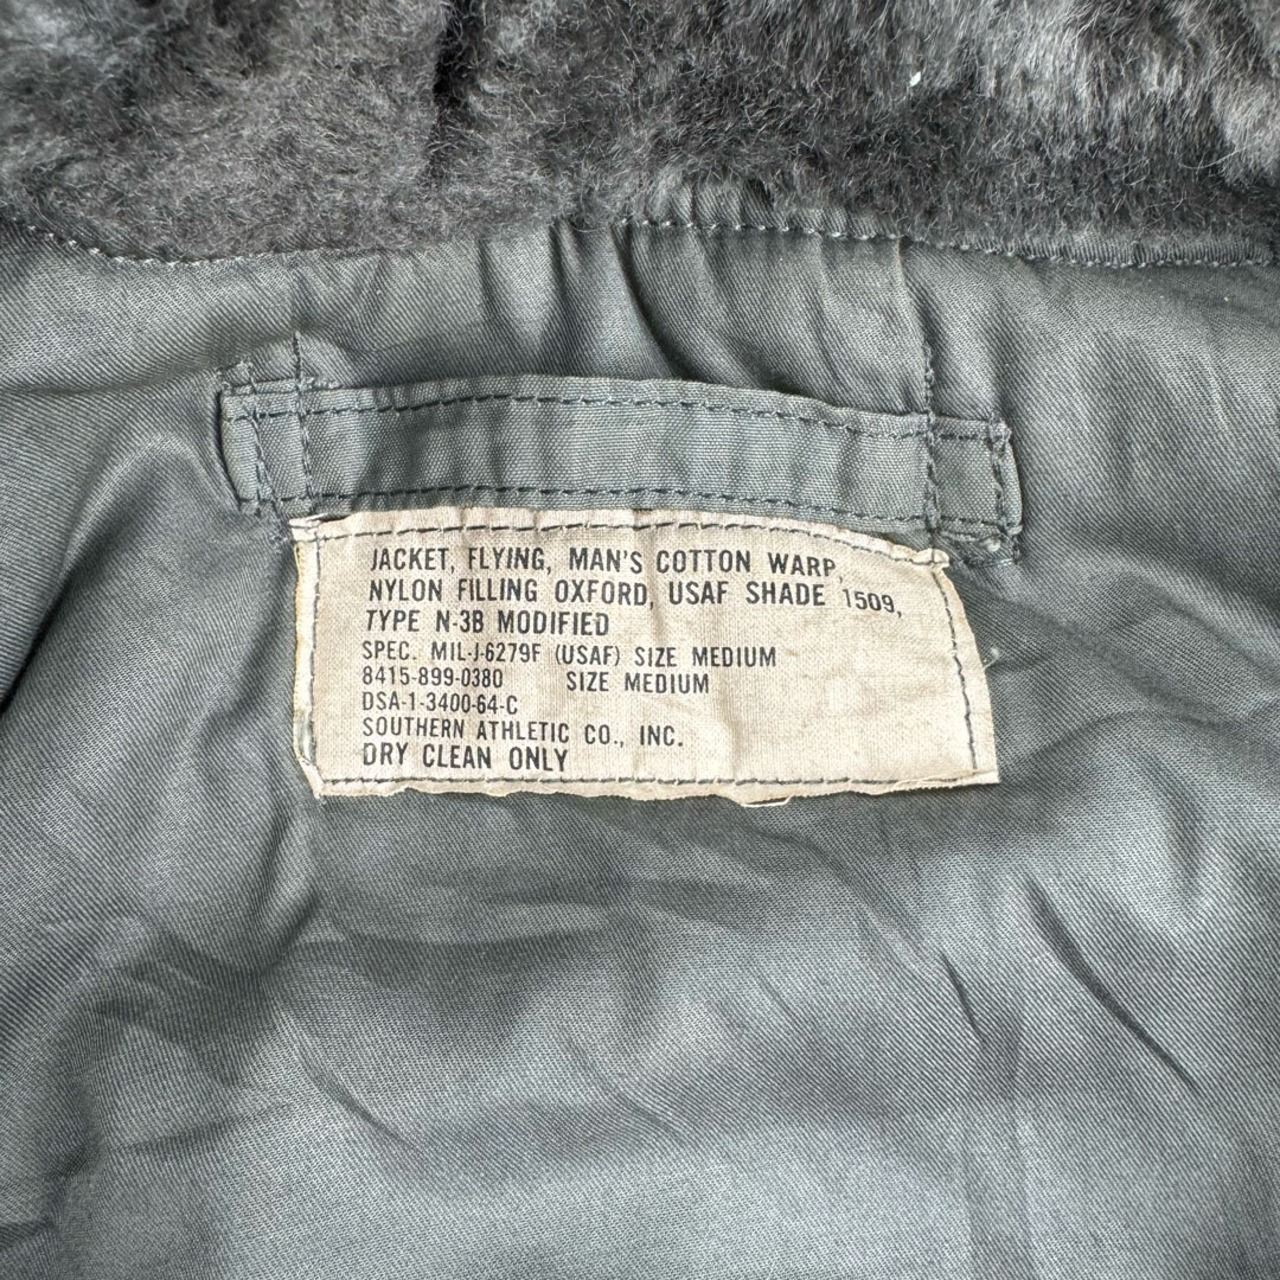 JACKET, FLYING, MAN'S COTTON WARP,
NYLON FILLING OXFORD, USAF SHADE 1509,
TYPE N-3B MODIFIED
SPEC. MIL-J-6279F (USAF) SIZE MEDIUM
8415-899-0380 SIZE MEDIUM
DSA-1-3400-64-C
SOUTHERN ATHLETIC CO., INC.
DRY CLEAN ONLY